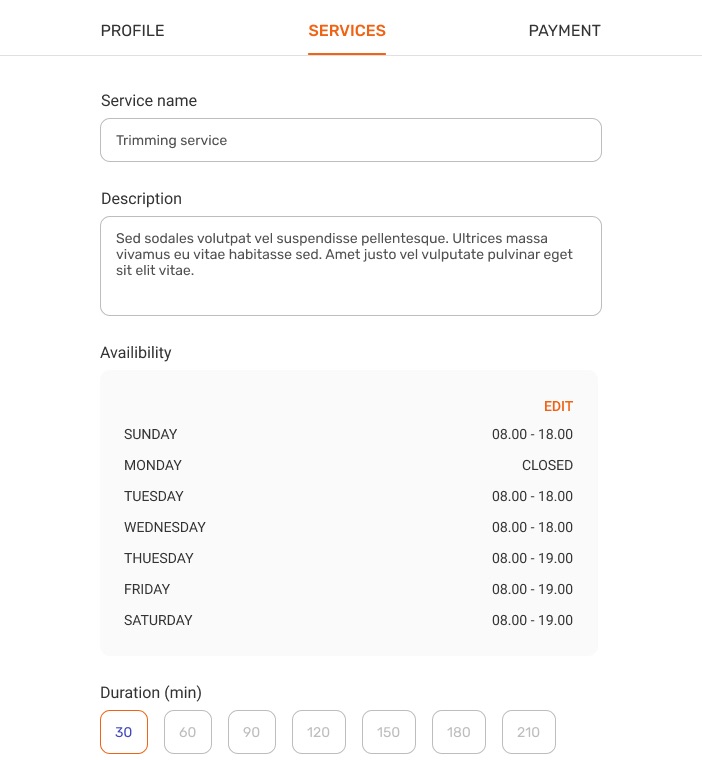 PROFILE SERVICES PAYMENT
Service name
Trimming service
Description
Sed sodales volutpat vel suspendisse pellentesque. Ultrices massa
vivamus eu vitae habitasse sed. Amet justo vel vulputate pulvinar eget
sit elit vitae.
Availibility
EDIT
SUNDAY 08.00 - 18.00
MONDAY CLOSED
TUESDAY 08.00 - 18.00
WEDNESDAY 08.00 - 18.00
THUESDAY 08.00 - 19.00
FRIDAY 08.00 - 19.00
SATURDAY 08.00 - 19.00
Duration (min)
30 60 90 120 150 180 210